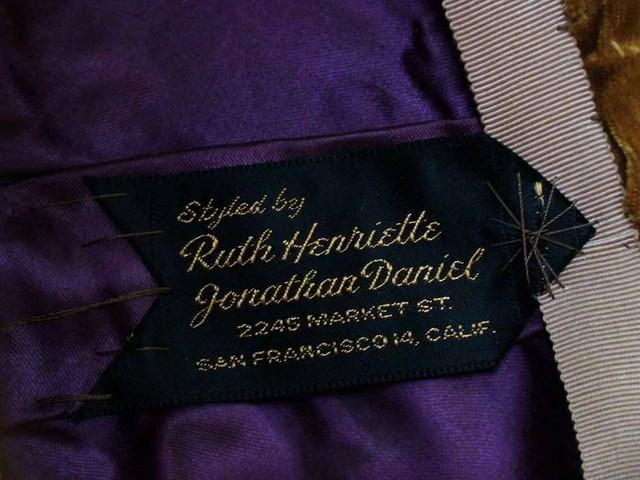 Styled by
Ruth Henriette
Jonathan Daniel
2245 MARKET ST.
SAN FRANCISCO 14, CALIF.